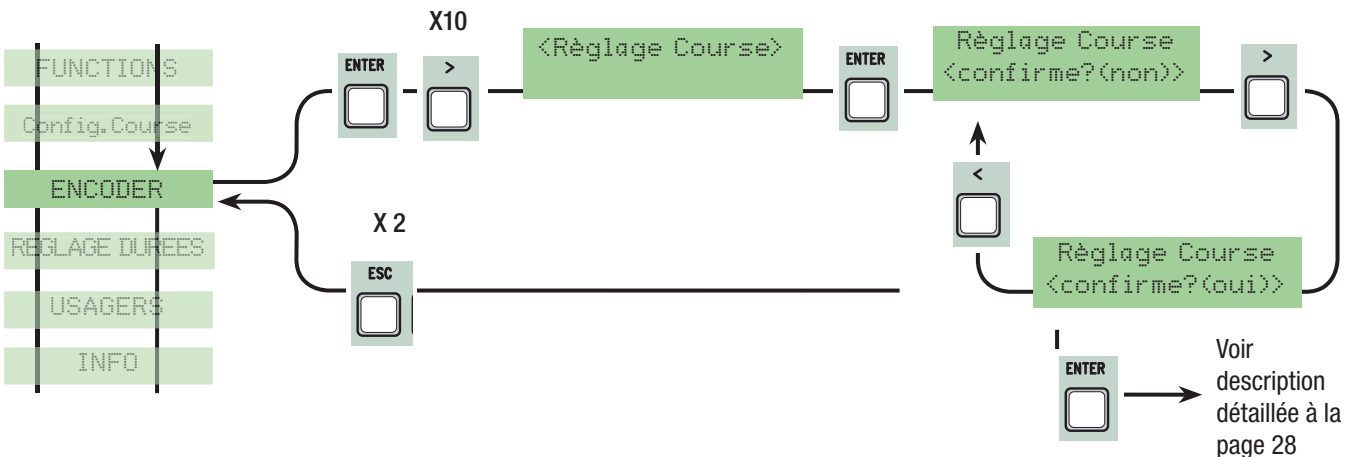 FUNCTIONS
Config.Course
ENCODER
REGLAGE DUREES
USAGERS
INFO
X10
ENTER
>
<Règlage Course>
ENTER
Règlage Course
<confirme?(non)>
>
<
Règlage Course
<confirme?(oui)>
X 2
ESC
ENTER
Voir
description
détaillée à la
page 28